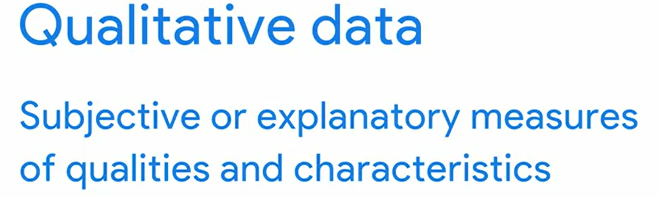 Qualitative data
Subjective or explanatory measures
of qualities and characteristics